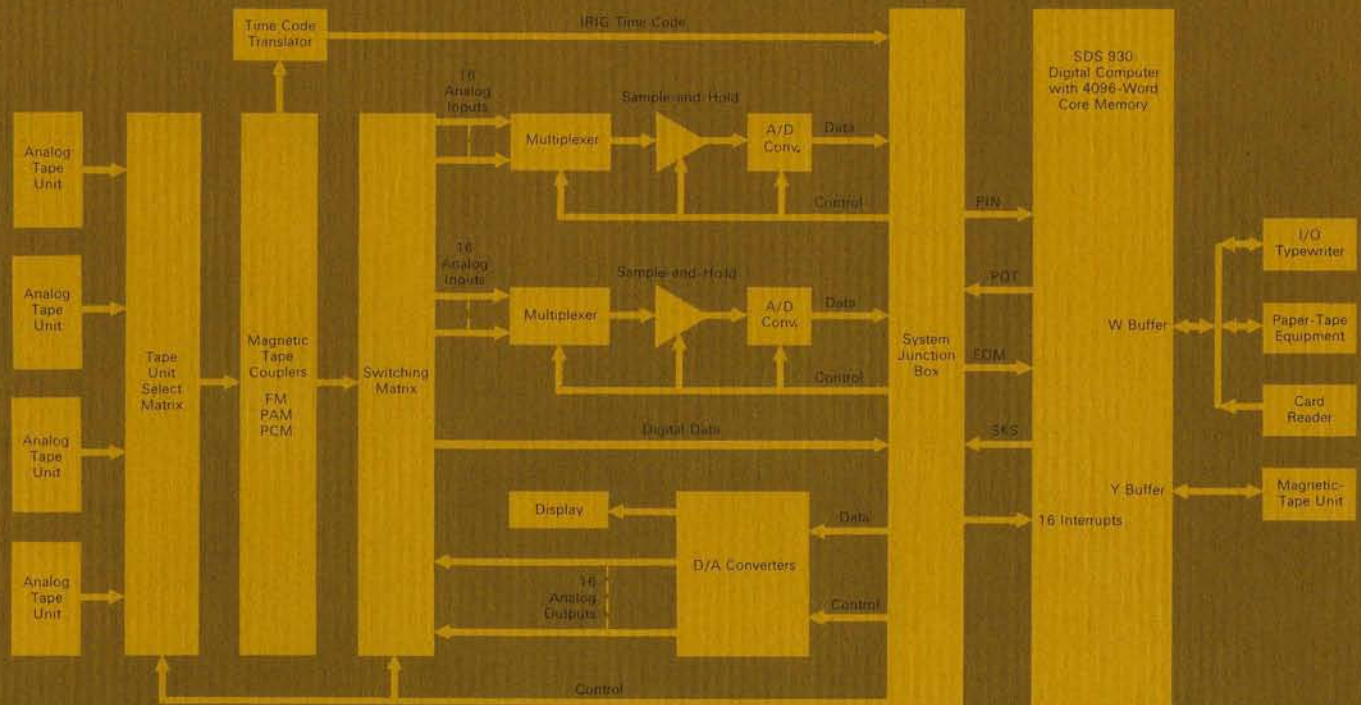 Time Code
Translator
IRIG Time Code
SDS 930
Digital Computer
with 4096-Word
Core Memory
16
Analog
Inputs
Sample-and-Hold
Analog
Tape
Unit
Multiplexer
A/D
Conv.
Data
Control
PIN
I/O
Typewriter
Analog
Tape
Unit
16
Analog
Inputs
Sample-and-Hold
Multiplexer
A/D
Conv.
Data
Control
POT
W Buffer
Paper-Tape
Equipment
Tape
Unit
Select
Matrix
Magnetic
Tape
Couplers
FM
PAM
PCM
Switching
Matrix
System
Junction
Box
EOM
Card
Reader
Analog
Tape
Unit
Digital Data
SKS
Display
D/A Converters
Data
Y Buffer
Magnetic-
Tape Unit
16 Interrupts
Analog
Tape
Unit
16
Analog
Outputs
Control
Control